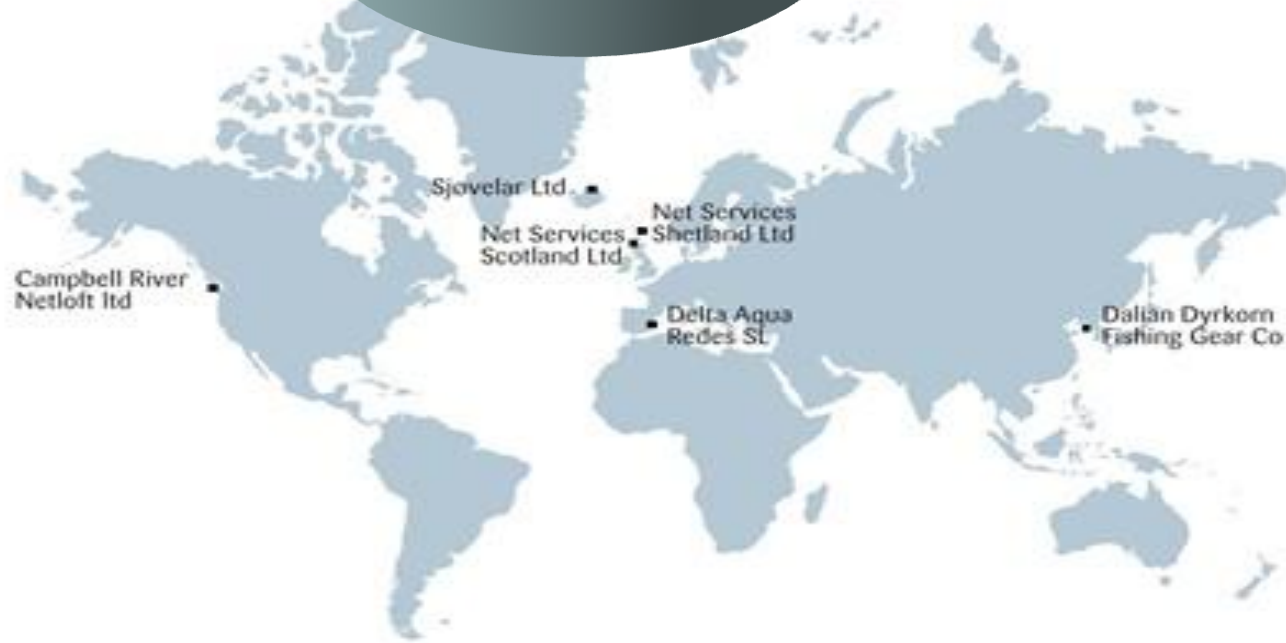 Sjovelar Ltd.
Net Services
Shetland Ltd
Net Services
Scotland Ltd
Campbell River
Netloft ltd
Delta Aqua
Redes SL
Dalian Dyrkorn
Fishing Gear Co